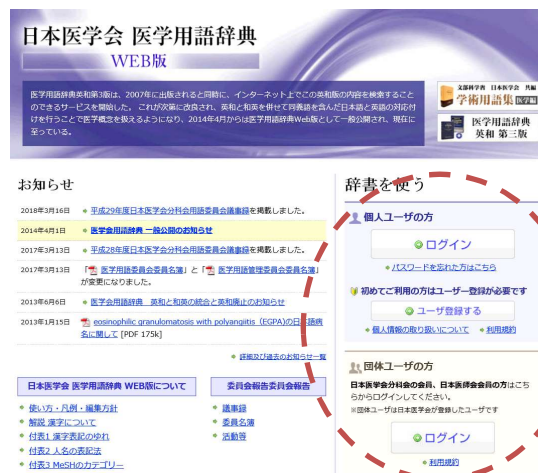 日本医学会 医学用語辞典
WEB版
医学用語辞典英和第3版は、2007年に出版されると同時に、インターネット上でこの英和版の内容を検索すること
のできるサービスを開始した。これが次第に改良され、英和と和英を併せて同義語を含んだ日本語と英語の対応付
けを行うことで医学概念を扱えるようになり、2014年4月からは医学用語辞典Web版として一般公開され、現在に
至っている。
文部科学省 日本医学会 共編
学術用語集 医学編
医学用語辞典
英和 第三版
お知らせ
2018年3月16日 平成29年度日本医学会分科会用語委員会議事録を掲載しました。
2014年4月1日 医学会用語辞典 一般公開のお知らせ
2017年3月13日 平成28年度日本医学会分科会用語委員会議事録を掲載しました。
2017年3月13日 「医学用語委員会委員名簿」と「医学用語管理委員会委員名簿」
が変更になりました。
2013年6月6日 医学会用語辞典 英和と和英の統合と英和廃止のお知らせ
2013年1月15日 eosinophilic granulomatosis with polyangiitis（EGPA)の日本語病
名に関して [PDF 175k]
詳細及び過去のお知らせ一覧
日本医学会 医学用語辞典 WEB版について
使い方・凡例・編集方針
解説 漢字について
付表1 漢字表記のゆれ
付表2 人名の表記法
付表3 MeSHのカテゴリー
委員会報告委員会報告
議事録
委員名簿
活動等
辞書を使う
個人ユーザの方
ログイン
パスワードを忘れた方はこちら
初めてご利用の方はユーザー登録が必要です
ユーザ登録する
個人情報の取り扱いについて 利用規約
団体ユーザの方
日本医学会分科会の会員、日本医師会会員の方はこち
らからログインしてください。
※団体ユーザは日本医学会が登録したユーザです
ログイン
利用規約